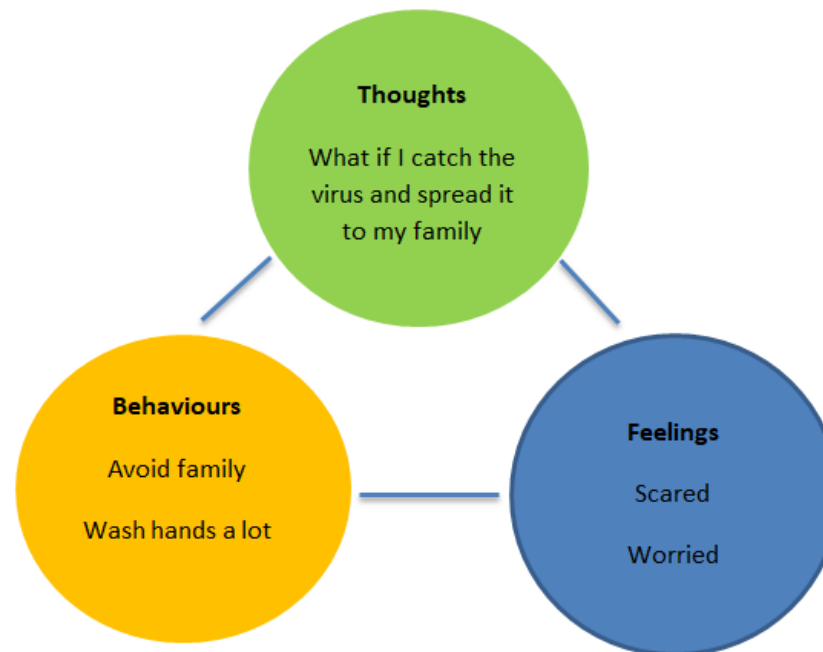 Thoughts
What if I catch the
virus and spread it
to my family
Behaviours
Avoid family
Wash hands a lot
Feelings
Scared
Worried